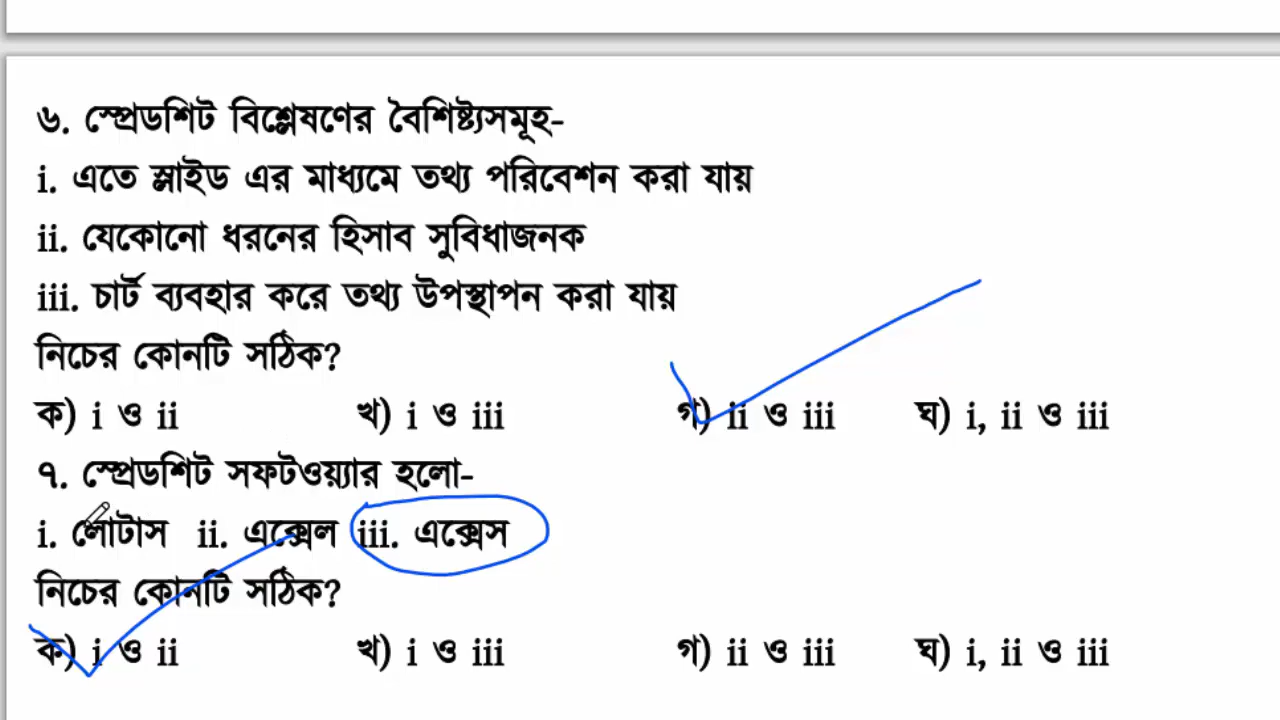 ৬. স্প্রেডশিট বিশ্লেষণের বৈশিষ্ট্যসমূহ-
i. এতে স্লাইড এর মাধ্যমে তথ্য পরিবেশন করা যায়
ii. যেকোনো ধরনের হিসাব সুবিধাজনক
iii. চার্ট ব্যবহার করে তথ্য উপস্থাপন করা যায়
নিচের কোনটি সঠিক?
ক) i ও ii খ) i ও iii গ) ii ও iii ঘ) i, ii ও iii
৭. স্প্রেডশিট সফটওয়্যার হলো-
i. লোটাস ii. এক্সেল iii. এক্সেস
নিচের কোনটি সঠিক?
ক) i ও ii খ) i ও iii গ) ii ও iii ঘ) i, ii ও iii